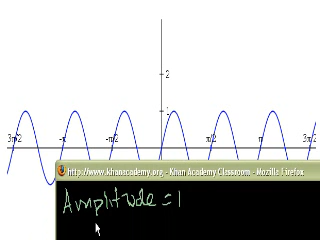 2
1
3π/2 -π -π/2 π/2 π 3π/2
http://www.khanacademy.org - Khan Academy Classroom - Mozilla Firefox
Amplitude = 1